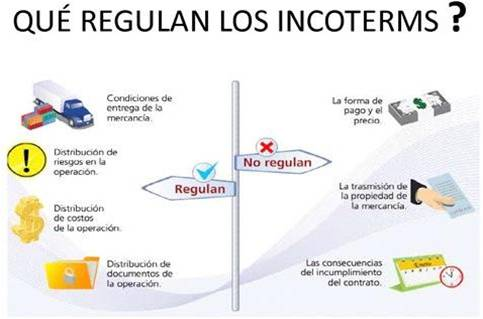 QUÉ REGULAN LOS INCOTERMS ?
Condiciones de
entrega de la
mercancía.
Distribución de
riesgos en la
operación.
Distribución
de costos
de la operación.
Distribución de
documentos de
la operación.
Regulan
No regulan
La forma de
pago y el
precio.
La trasmisión de
la propiedad de
la mercancía.
Las consecuencias
del incumplimiento
del contrato.
Enero